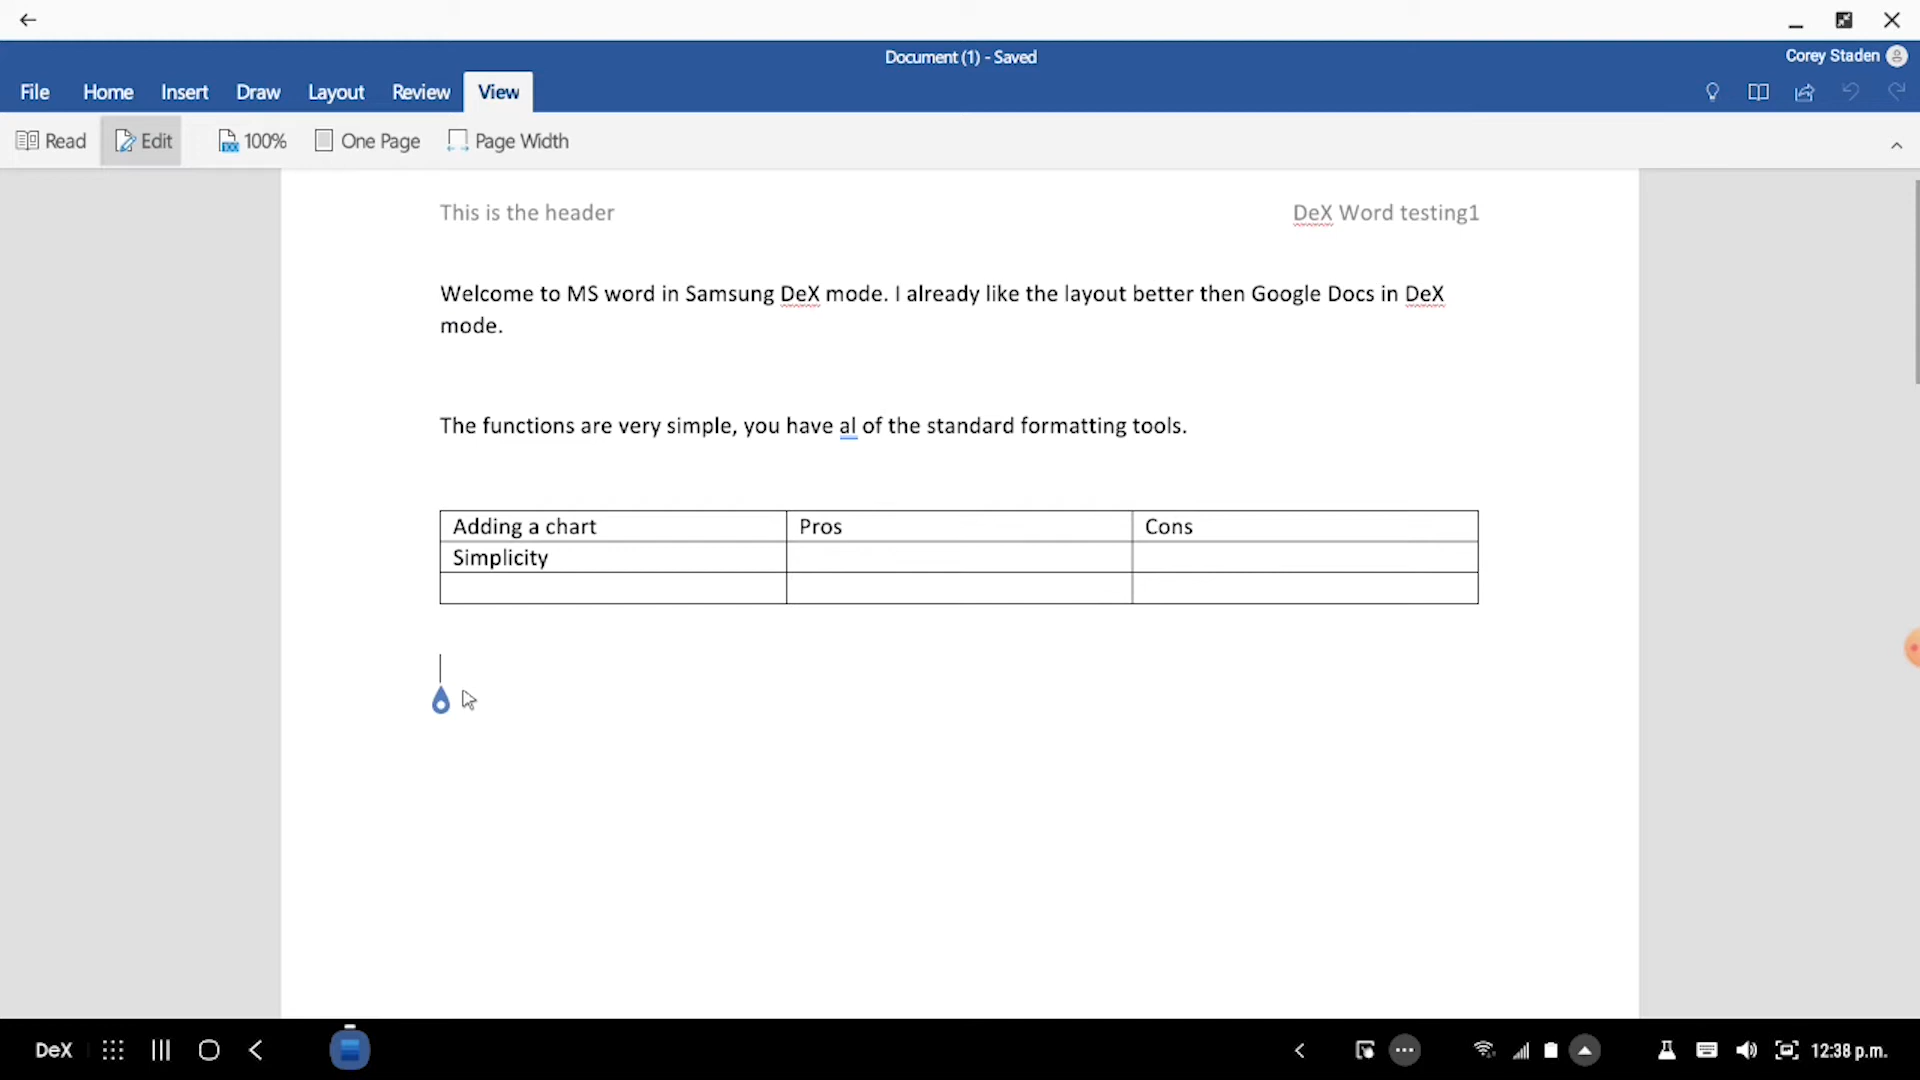 Document (1) - Saved
Corey Staden
File Home Insert Draw Layout Review View
Read Edit 100% One Page Page Width
This is the header DeX Word testing1
Welcome to MS word in Samsung DeX mode. I already like the layout better then Google Docs in DeX
mode.
The functions are very simple, you have al of the standard formatting tools.
Adding a chart Pros Cons
Simplicity
DeX 12:38 p.m.